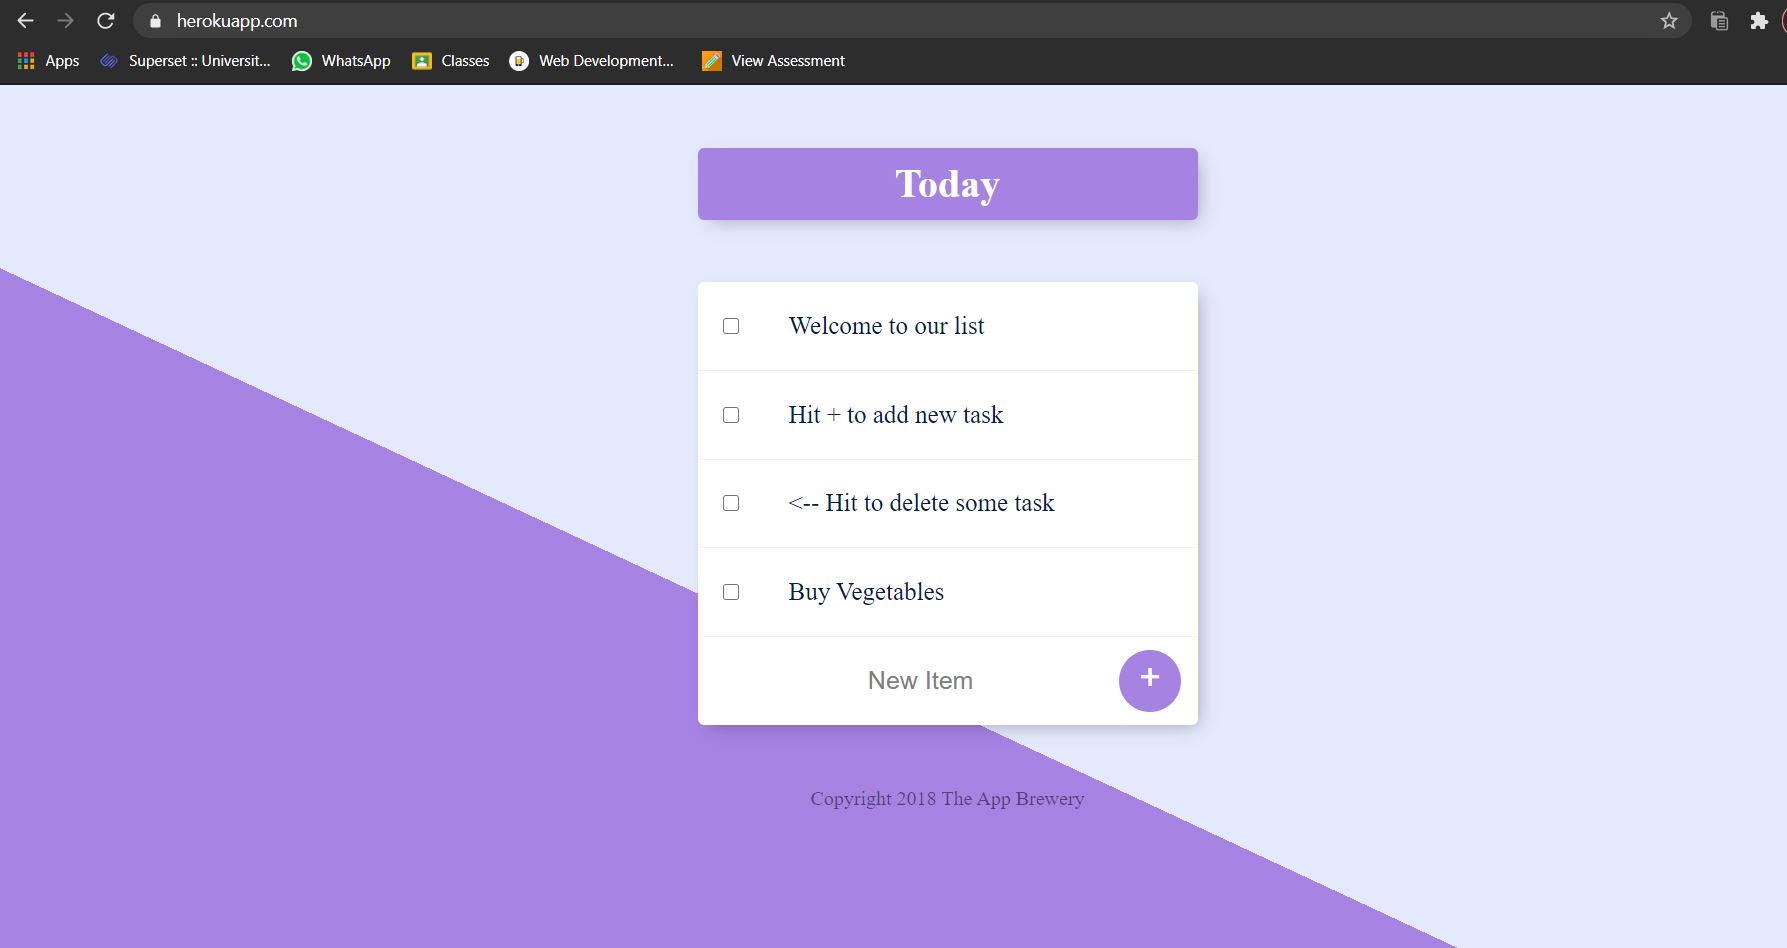 herokuapp.com
Apps Superset :: Universit... WhatsApp Classes Web Development... View Assessment
Today
Welcome to our list
Hit + to add new task
<-- Hit to delete some task
Buy Vegetables
New Item +
Copyright 2018 The App Brewery